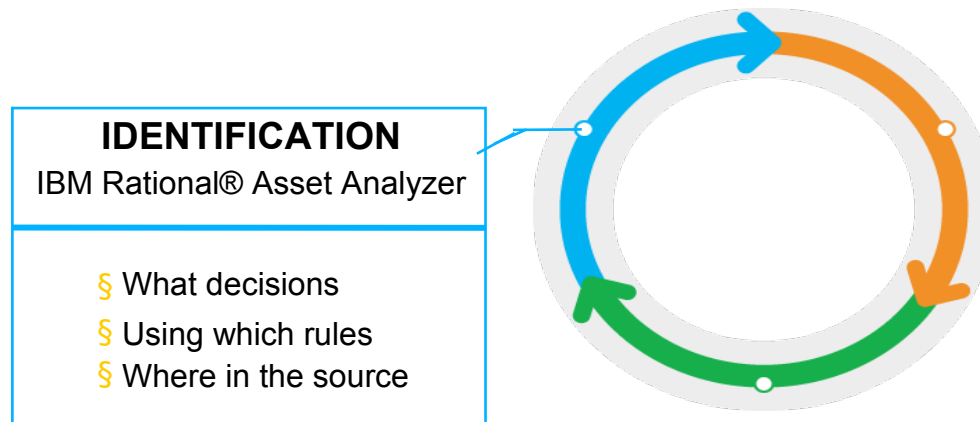 IDENTIFICATION
IBM Rational® Asset Analyzer
§ What decisions
§ Using which rules
§ Where in the source